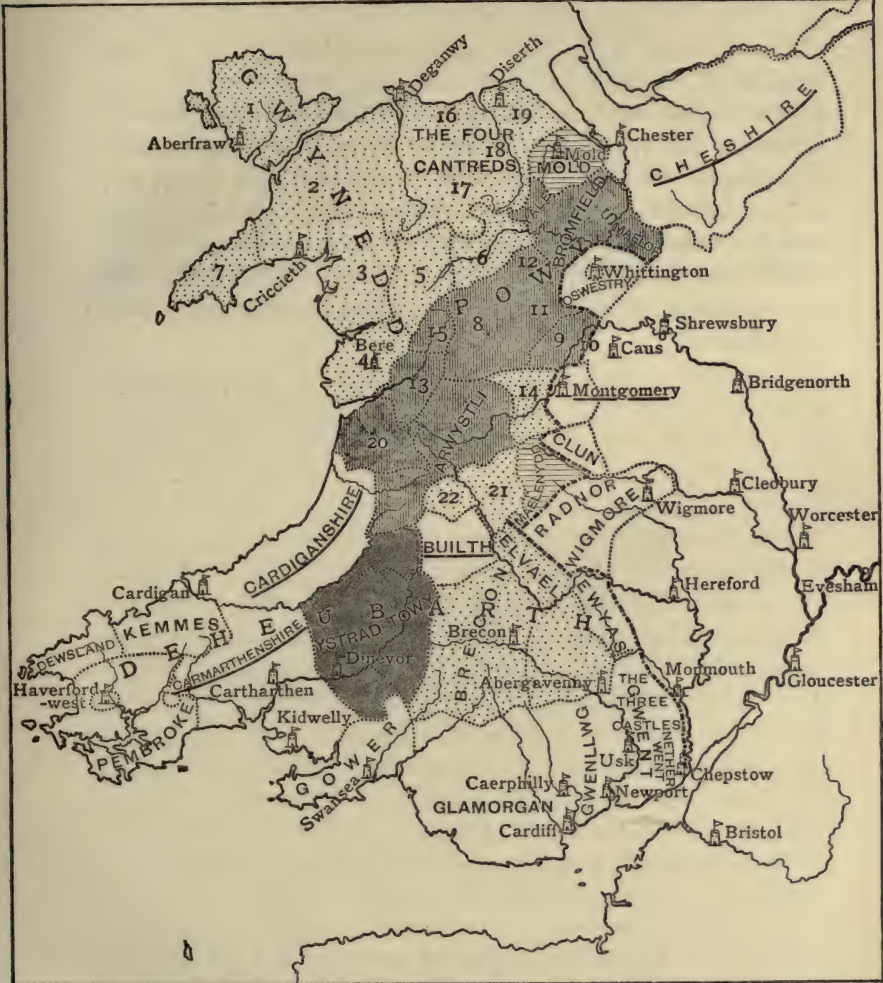 GWYNEDD
1
Aberfraw
2
7
Criccieth
3
5
6
Bere
4
Deganwy
Diserth
16
THE FOUR
CANTREDS
17
18
19
Mold
MOLD
Chester
CHESHIRE
YALE
BROMFIELD
POWYS
12
11
8
15
13
9
10
14
Whittington
OSWESTRY
Shrewsbury
Caus
Montgomery
Bridgenorth
20
ARWYSTLI
CLUN
MAELENYDD
21
22
RADNOR
WIGMORE
Wigmore
Cleobury
Worcester
Evesham
CARDIGANSHIRE
BUILTH
ELVAEL
EWYAS
Hereford
Cardigan
KEMMES
DEWSLAND
DEHEUBARTH
CARMARTHENSHIRE
YSTRAD TOWY
Dinevor
BRECON
Brecon
Haverford
-west
PEMBROKE
Cartharthen
Kidwelly
GOWER
Swansea
Abergavenny
Monmouth
THE
THREE
CASTLES
GWENT
NETHER
WENT
Usk
GWENLLWG
Gloucester
Caerphilly
GLAMORGAN
Cardiff
Newport
Chepstow
Bristol